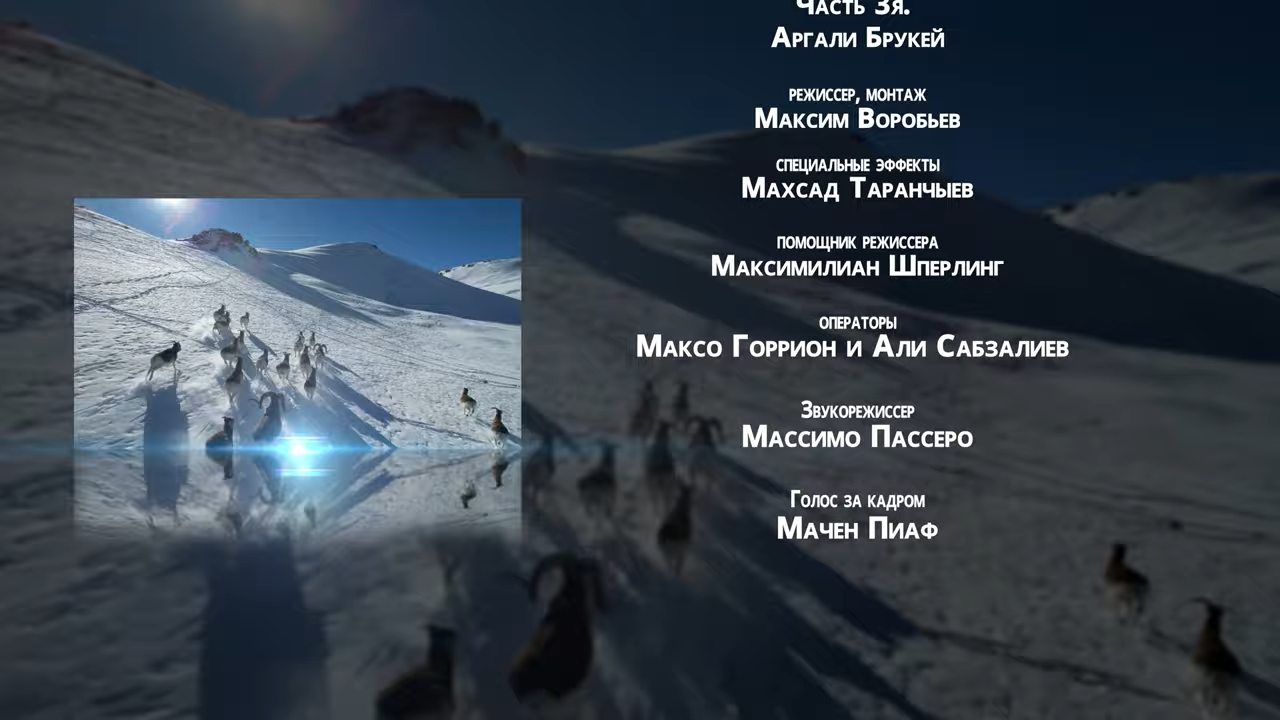 Часть 3я.
Аргали Брукей
режиссер, монтаж
Максим Воробьев
специальные эффекты
Махсад Таранчыев
помощник режиссера
Максимилиан Шперлинг
операторы
Максо Горрион и Али Сабзалиев
Звукорежиссер
Массимо Пассеро
Голос за кадром
Мачен Пиаф